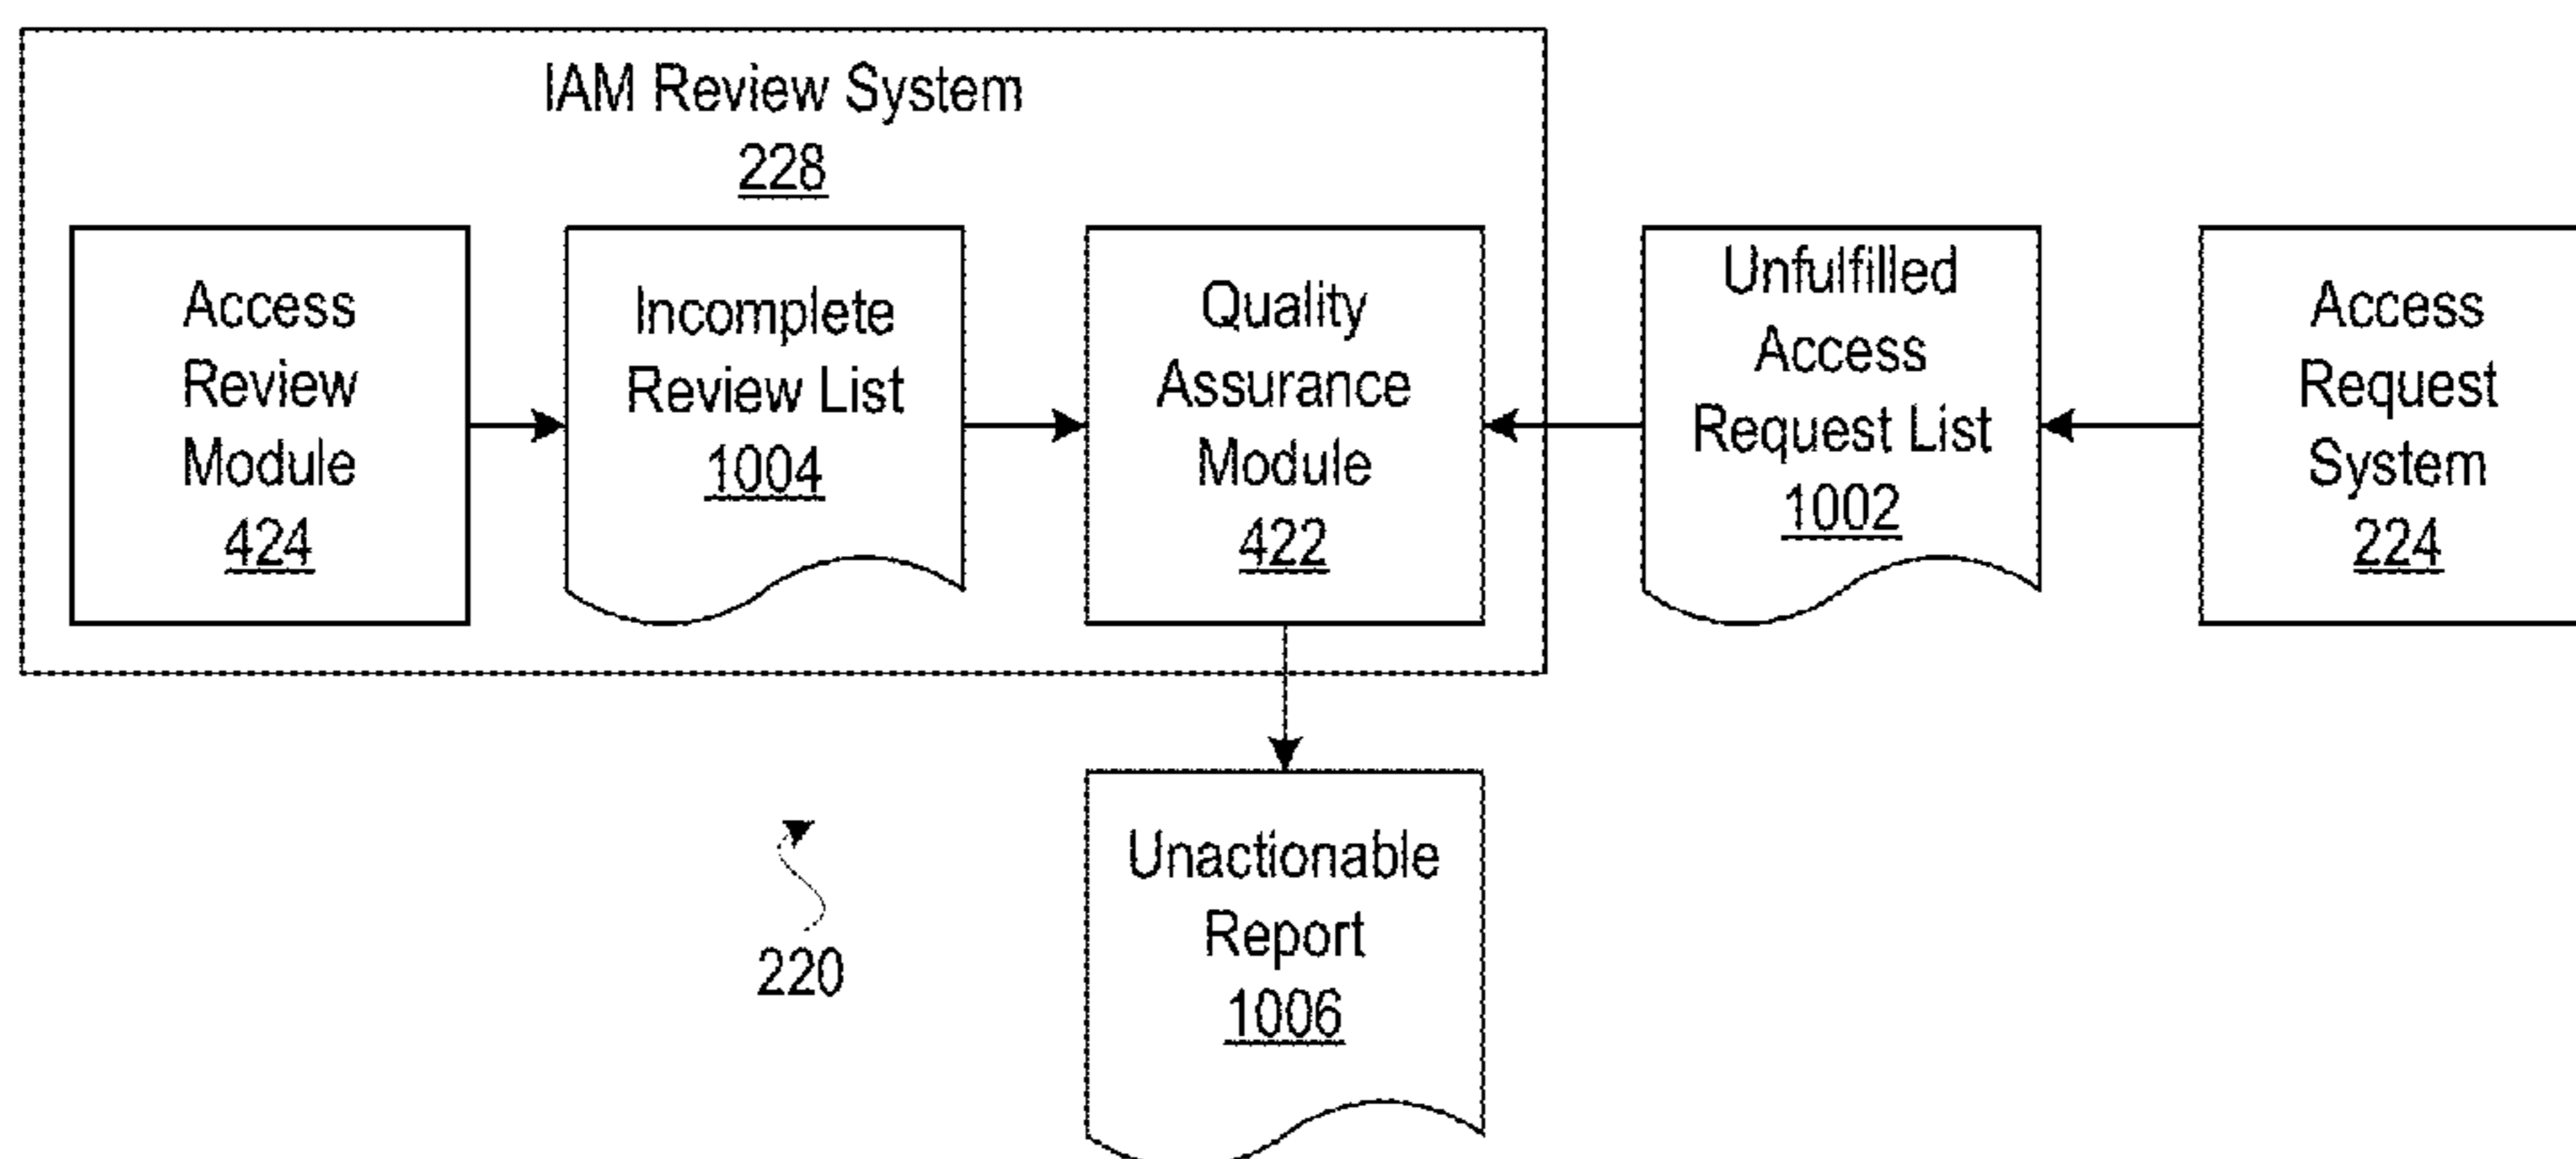 IAM Review System
228
Access
Review
Module
424
Incomplete
Review List
1004
Quality
Assurance
Module
422
Unfulfilled
Access
Request List
1002
Access
Request
System
224
Unactionable
Report
1006
220